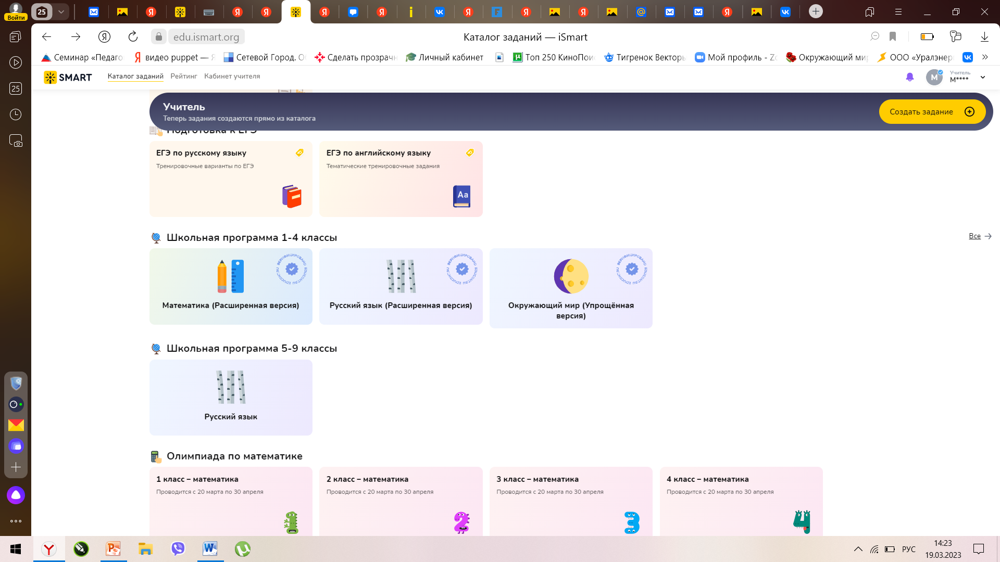 Войти
25
edu.ismart.org
Каталог заданий — iSmart
Семинар «Педаго
видео puppet — Я
Сетевой Город. О
Сделать прозрачн
Личный кабинет
Топ 250 КиноПои
Тигренок Векторь
Мой профиль - Zo
Окружающий мир
ООО «Уралэнер
SMART
Каталог заданий
Рейтинг
Кабинет учителя
M
Учитель
M****
Учитель
Теперь задания создаются прямо из каталога
Создать задание
25
Подготовка к ЕГЭ
ЕГЭ по русскому языку
Тренировочные варианты по ЕГЭ
ЕГЭ по английскому языку
Тематические тренировочные задания
Aa
Школьная программа 1-4 классы
Все
Математика (Расширенная версия)
Русский язык (Расширенная версия)
Окружающий мир (Упрощённая
версия)
Школьная программа 5-9 классы
Русский язык
Олимпиада по математике
1 класс – математика
Проводится с 20 марта по 30 апреля
2 класс – математика
Проводится с 20 марта по 30 апреля
3 класс – математика
Проводится с 20 марта по 30 апреля
4 класс – математика
Проводится с 20 марта по 30 апреля
РУС
14:23
19.03.2023